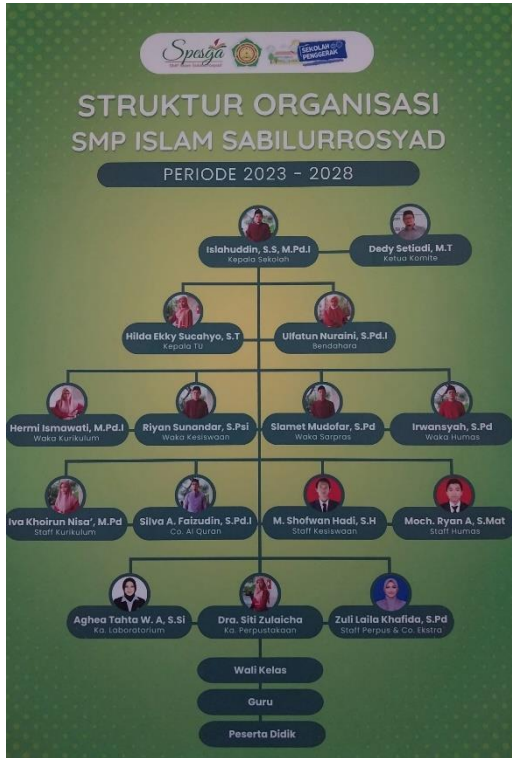 Spesga
SEKOLAH
PENGGERAK
STRUKTUR ORGANISASI
SMP ISLAM SABILURROSYAD
PERIODE 2023 - 2028
Islahuddin, S.S, M.Pd.I
Kepala Sekolah
Dedy Setiadi, M.T
Ketua Komite
Hilda Ekky Sucahyo, S.T
Kepala TU
Ulfatun Nuraini, S.Pd.I
Bendahara
Hermi Ismawati, M.Pd.I
Waka Kurikulum
Riyan Sunandar, S.Psi
Waka Kesiswaan
Slamet Mudofar, S.Pd
Waka Sarpras
Irwansyah, S.Pd
Waka Humas
Iva Khoirun Nisa', M.Pd
Staff Kurikulum
Silva A. Faizudin, S.Pd.I
Co. Al Quran
M. Shofwan Hadi, S.H
Staff Kesiswaan
Moch. Ryan A, S.Mat
Staff Humas
Aghea Tahta W. A, S.Si
Ka. Laboratorium
Dra. Siti Zulaicha
Ka. Perpustakaan
Zuli Laila Khafida, S.Pd
Staff Perpus & Co. Ekstra
Wali Kelas
Guru
Peserta Didik